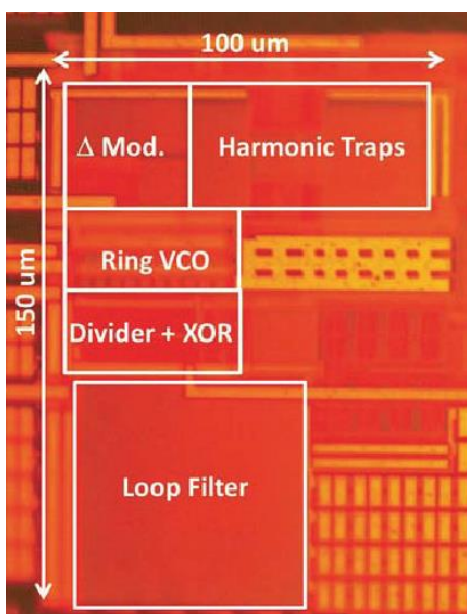 100 um
Δ Mod.
Harmonic Traps
150 um
Ring VCO
Divider + XOR
Loop Filter